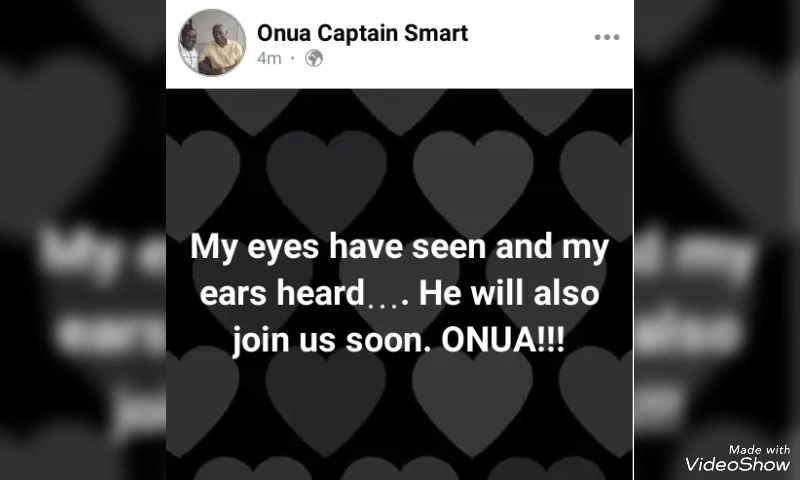 Onua Captain Smart
4m ·
My eyes have seen and my
ears heard.... He will also
join us soon. ONUA!!!
Made with
VideoShow